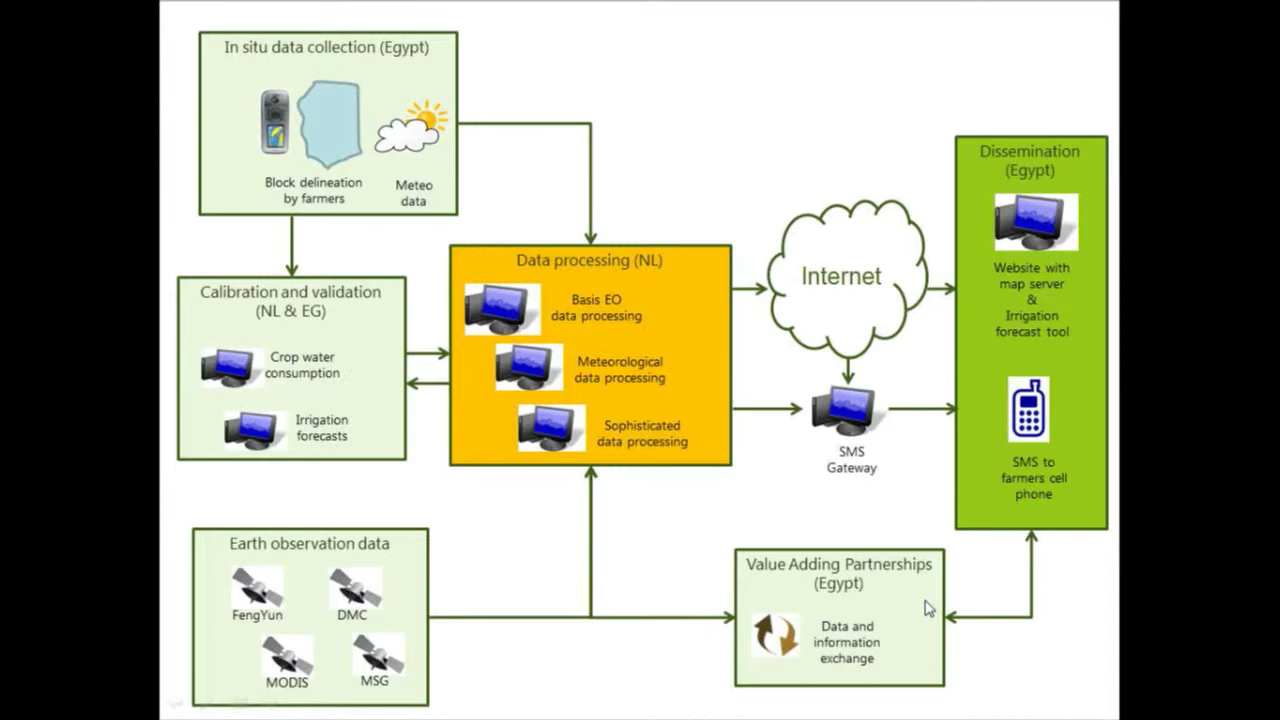 In situ data collection (Egypt)
Block delineation
by farmers
Meteo
data
Calibration and validation
(NL & EG)
Crop water
consumption
Irrigation
forecasts
Data processing (NL)
Basis EO
data processing
Meteorological
data processing
Sophisticated
data processing
Internet
SMS
Gateway
Dissemination
(Egypt)
Website with
map server
&
Irrigation
forecast tool
SMS to
farmers cell
phone
Earth observation data
FengYun
DMC
MODIS
MSG
Value Adding Partnerships
(Egypt)
Data and
information
exchange